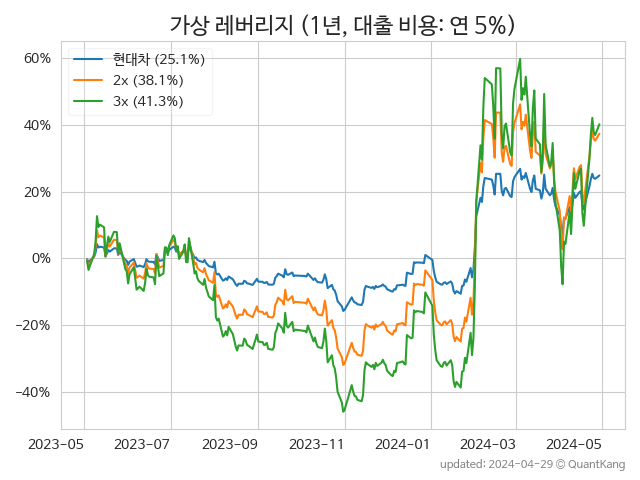 가상 레버리지 (1년, 대출 비용: 연 5%)
현대차 (25.1%)
2x (38.1%)
3x (41.3%)
60%
40%
20%
0%
−20%
−40%
2023-05
2023-07
2023-09
2023-11
2024-01
2024-03
2024-05
updated: 2024-04-29 © QuantKang